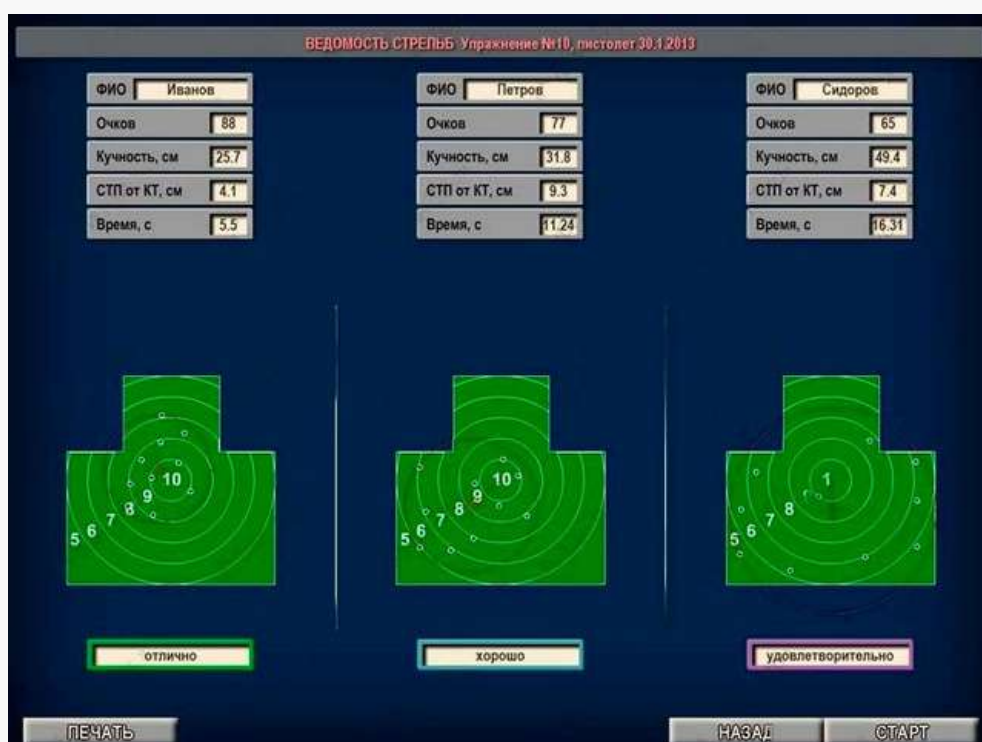 ВЕДОМОСТЬ СТРЕЛЬБ Упражнение №10, пистолет 30.1.2013
ФИО Иванов
Очков 88
Кучность, см 25.7
СТП от КТ, см 4.1
Время, с 5.5
ФИО Петров
Очков 77
Кучность, см 31.8
СТП от КТ, см 9.3
Время, с 11.24
ФИО Сидоров
Очков 65
Кучность, см 49.4
СТП от КТ, см 7.4
Время, с 16.31
5 6 7 8 9 10
5 6 7 8 9 10
5 6 7 8 1
отлично
хорошо
удовлетворительно
ПЕЧАТЬ
НАЗАД
СТАРТ